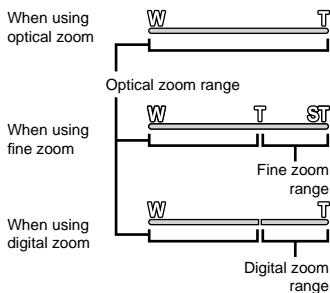 When using
optical zoom
W T
Optical zoom range
When using
fine zoom
W T ST
Fine zoom
range
When using
digital zoom
W T
Digital zoom
range